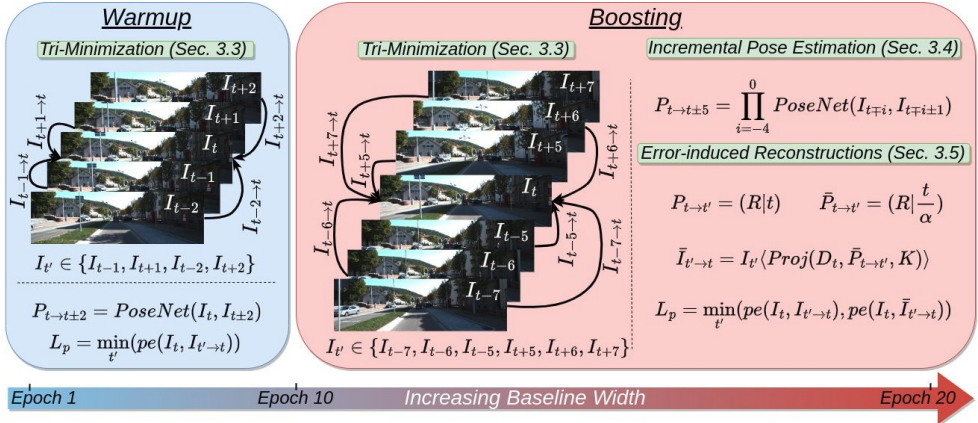 Warmup
Tri-Minimization (Sec. 3.3)
I_{t+2}
I_{t+1}
I_t
I_{t-1}
I_{t-2}
I_{t+1→t}
I_{t-1→t}
I_{t+2→t}
I_{t-2→t}
I_{t'} ∈ {I_{t-1}, I_{t+1}, I_{t-2}, I_{t+2}}
P_{t→t±2} = PoseNet(I_t, I_{t±2})
L_p = min_{t'}(pe(I_t, I_{t'→t}))
Boosting
Tri-Minimization (Sec. 3.3)
I_{t+7}
I_{t+6}
I_{t+5}
I_t
I_{t-5}
I_{t-6}
I_{t-7}
I_{t+7→t}
I_{t+5→t}
I_{t+6→t}
I_{t-6→t}
I_{t-5→t}
I_{t-7→t}
I_{t'} ∈ {I_{t-7}, I_{t-6}, I_{t-5}, I_{t+5}, I_{t+6}, I_{t+7}}
Incremental Pose Estimation (Sec. 3.4)
P_{t→t±5} = ∏_{i=-4}^{0} PoseNet(I_{t∓i}, I_{t∓i±1})
Error-induced Reconstructions (Sec. 3.5)
P_{t→t'} = (R|t) P̄_{t→t'} = (R|t/α)
Ī_{t'→t} = I_{t'}⟨Proj(D_t, P̄_{t→t'}, K)⟩
L_p = min_{t'}(pe(I_t, I_{t'→t}), pe(I_t, Ī_{t'→t}))
Epoch 1
Epoch 10
Increasing Baseline Width
Epoch 20